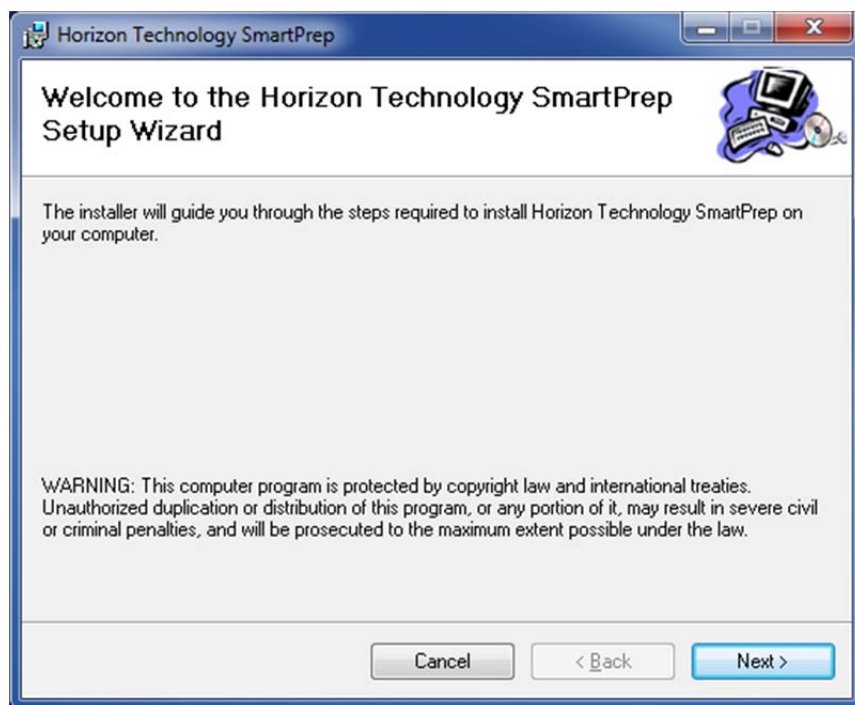 Horizon Technology SmartPrep
Welcome to the Horizon Technology SmartPrep
Setup Wizard
The installer will guide you through the steps required to install Horizon Technology SmartPrep on
your computer.
WARNING: This computer program is protected by copyright law and international treaties.
Unauthorized duplication or distribution of this program, or any portion of it, may result in severe civil
or criminal penalties, and will be prosecuted to the maximum extent possible under the law.
Cancel < Back Next >